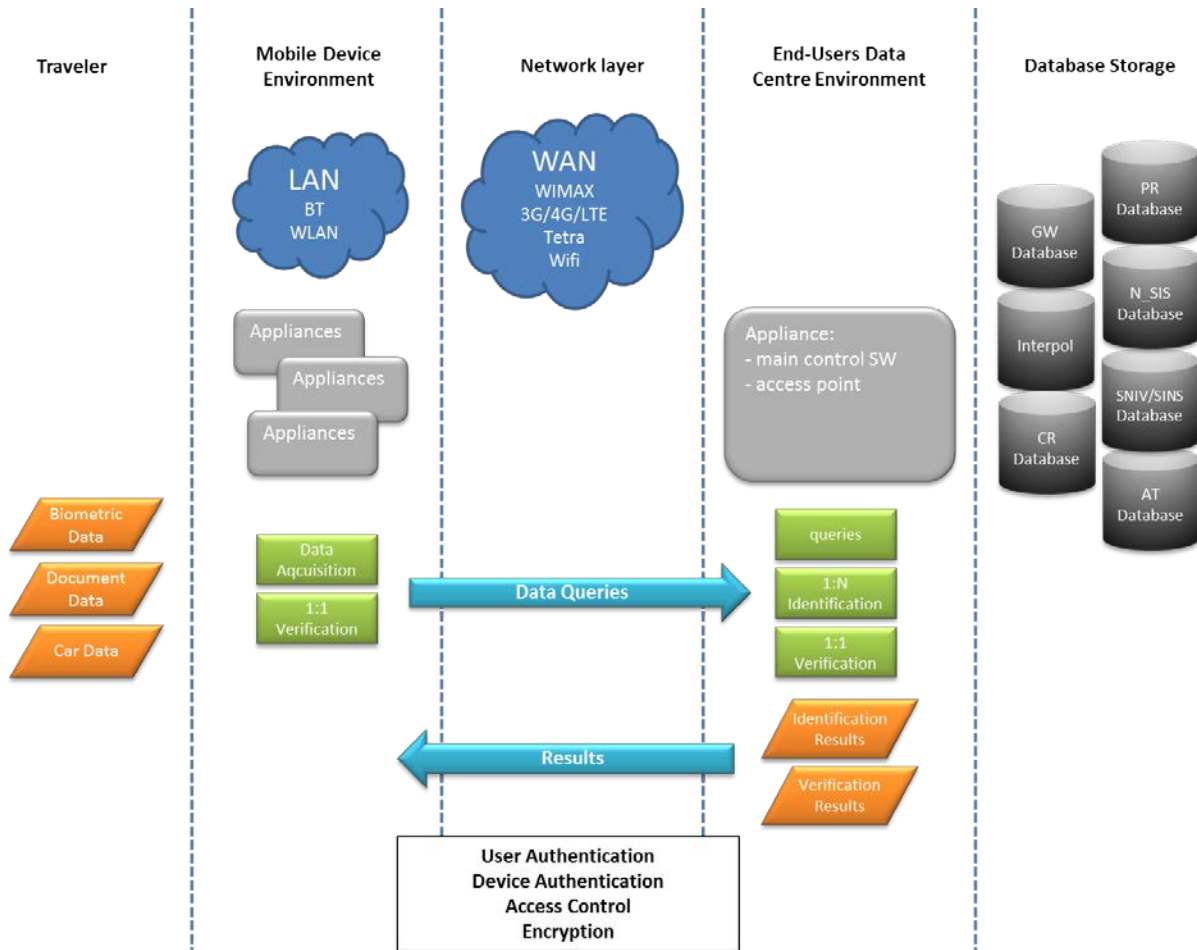 Traveler
Mobile Device
Environment
Network layer
End-Users Data
Centre Environment
Database Storage
LAN
BT
WLAN
WAN
WIMAX
3G/4G/LTE
Tetra
Wifi
PR
Database
GW
Database
N_SIS
Database
Interpol
SNIV/SINS
Database
CR
Database
AT
Database
Appliances
Appliances
Appliances
Appliance:
- main control SW
- access point
Biometric
Data
Document
Data
Car Data
Data
Aqcuisition
1:1
Verification
Data Queries
queries
1:N
Identification
1:1
Verification
Results
Identification
Results
Verification
Results
User Authentication
Device Authentication
Access Control
Encryption